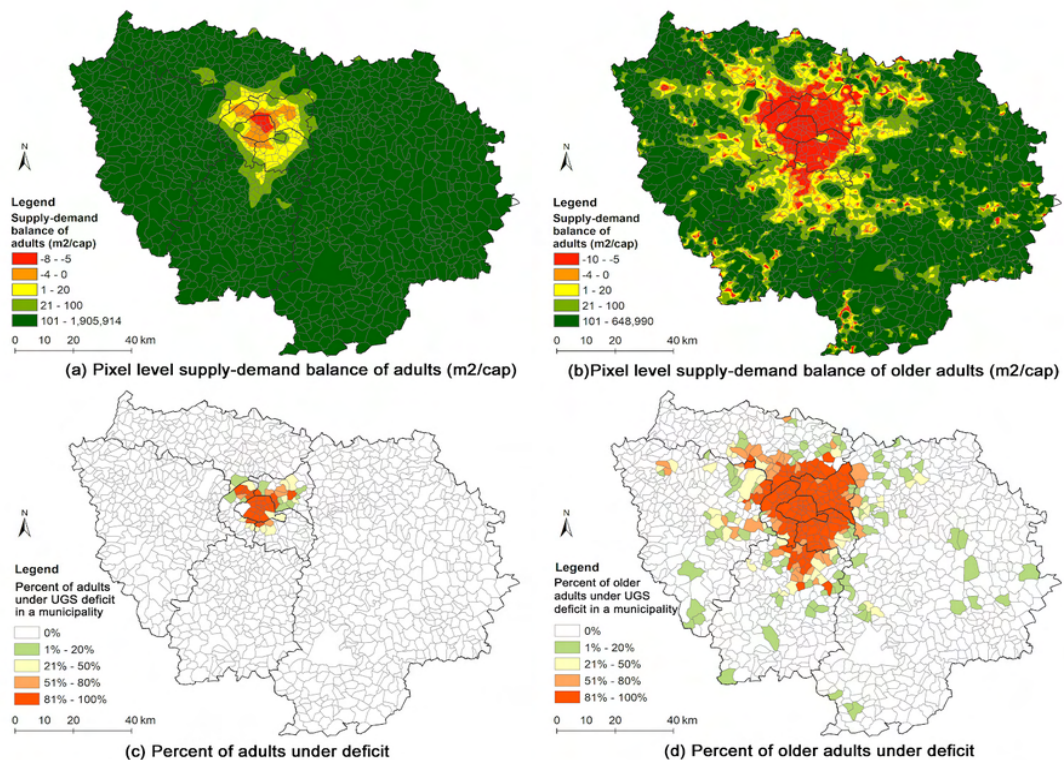 N
Legend
Supply-demand
balance of
adults (m2/cap)
-8 - -5
-4 - 0
1 - 20
21 - 100
101 - 1,905,914
0 20 40 km
(a) Pixel level supply-demand balance of adults (m2/cap)
N
Legend
Supply-demand
balance of
adults (m2/cap)
-10 - -5
-4 - 0
1 - 20
21 - 100
101 - 648,990
0 20 40 km
(b)Pixel level supply-demand balance of older adults (m2/cap)
N
Legend
Percent of adults
under UGS deficit
in a municipality
0%
1% - 20%
21% - 50%
51% - 80%
81% - 100%
0 20 40 km
(c) Percent of adults under deficit
N
Legend
Percent of older
adults under UGS
deficit in a municipality
0%
1% - 20%
21% - 50%
51% - 80%
81% - 100%
0 20 40 km
(d) Percent of older adults under deficit